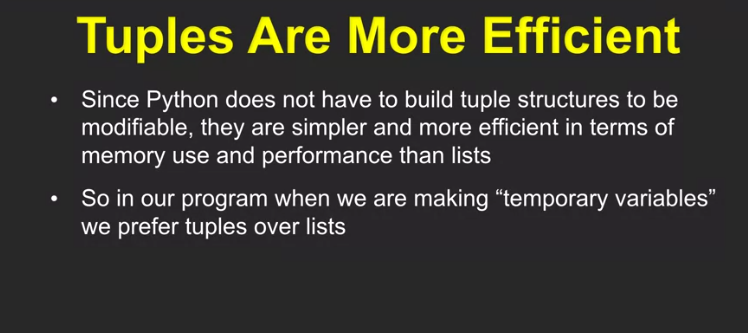 Tuples Are More Efficient
• Since Python does not have to build tuple structures to be
modifiable, they are simpler and more efficient in terms of
memory use and performance than lists
• So in our program when we are making “temporary variables”
we prefer tuples over lists